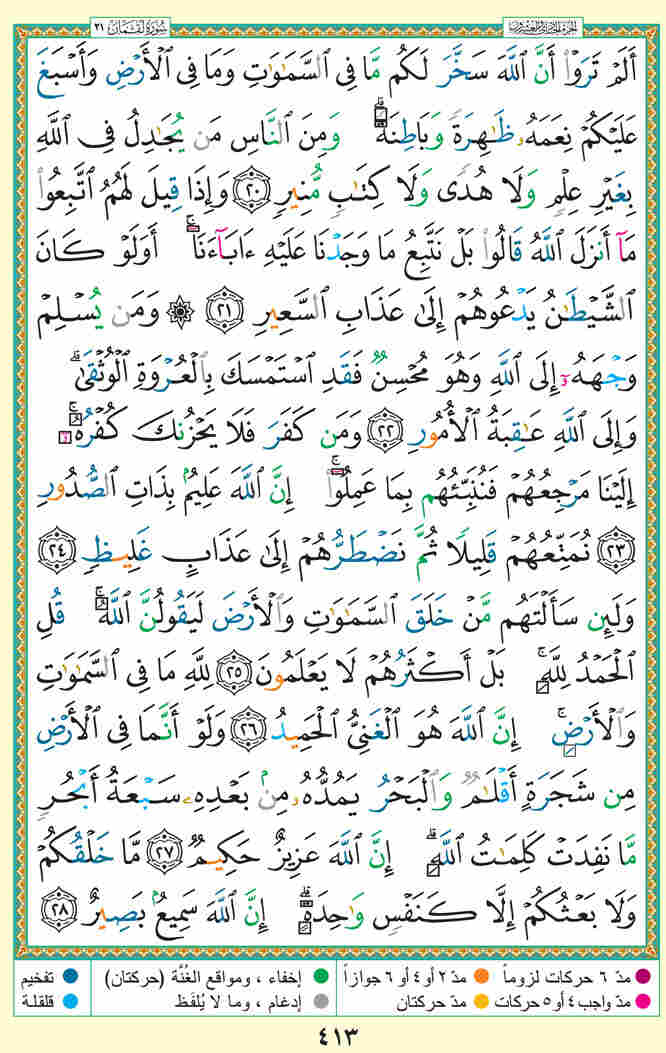 سُورَةُ لُقْمَان ٣١
الجزء الحادي والعشرون
أَلَمْ تَرَوْا۟ أَنَّ ٱللَّهَ سَخَّرَ لَكُم مَّا فِى ٱلسَّمَـٰوَٰتِ وَمَا فِى ٱلْأَرْضِ وَأَسْبَغَ
عَلَيْكُمْ نِعَمَهُۥ ظَـٰهِرَةً وَبَاطِنَةً ۗ وَمِنَ ٱلنَّاسِ مَن يُجَـٰدِلُ فِى ٱللَّهِ
بِغَيْرِ عِلْمٍ وَلَا هُدًى وَلَا كِتَـٰبٍ مُّنِيرٍ ٢٠ وَإِذَا قِيلَ لَهُمُ ٱتَّبِعُوا۟
مَآ أَنزَلَ ٱللَّهُ قَالُوا۟ بَلْ نَتَّبِعُ مَا وَجَدْنَا عَلَيْهِ ءَابَآءَنَآ ۚ أَوَلَوْ كَانَ
ٱلشَّيْطَـٰنُ يَدْعُوهُمْ إِلَىٰ عَذَابِ ٱلسَّعِيرِ ٢١ ۞ وَمَن يُسْلِمْ
وَجْهَهُۥٓ إِلَى ٱللَّهِ وَهُوَ مُحْسِنٌ فَقَدِ ٱسْتَمْسَكَ بِٱلْعُرْوَةِ ٱلْوُثْقَىٰ ۗ
وَإِلَى ٱللَّهِ عَـٰقِبَةُ ٱلْأُمُورِ ٢٢ وَمَن كَفَرَ فَلَا يَحْزُنكَ كُفْرُهُۥٓ ۚ
إِلَيْنَا مَرْجِعُهُمْ فَنُنَبِّئُهُم بِمَا عَمِلُوٓا۟ ۚ إِنَّ ٱللَّهَ عَلِيمٌۢ بِذَاتِ ٱلصُّدُورِ
٢٣ نُمَتِّعُهُمْ قَلِيلًا ثُمَّ نَضْطَرُّهُمْ إِلَىٰ عَذَابٍ غَلِيظٍ ٢٤
وَلَئِن سَأَلْتَهُم مَّنْ خَلَقَ ٱلسَّمَـٰوَٰتِ وَٱلْأَرْضَ لَيَقُولُنَّ ٱللَّهُ ۚ قُلِ
ٱلْحَمْدُ لِلَّهِ ۚ بَلْ أَكْثَرُهُمْ لَا يَعْلَمُونَ ٢٥ لِلَّهِ مَا فِى ٱلسَّمَـٰوَٰتِ
وَٱلْأَرْضِ ۚ إِنَّ ٱللَّهَ هُوَ ٱلْغَنِىُّ ٱلْحَمِيدُ ٢٦ وَلَوْ أَنَّمَا فِى ٱلْأَرْضِ
مِن شَجَرَةٍ أَقْلَـٰمٌ وَٱلْبَحْرُ يَمُدُّهُۥ مِنۢ بَعْدِهِۦ سَبْعَةُ أَبْحُرٍ
مَّا نَفِدَتْ كَلِمَـٰتُ ٱللَّهِ ۗ إِنَّ ٱللَّهَ عَزِيزٌ حَكِيمٌ ٢٧ مَّا خَلْقُكُمْ
وَلَا بَعْثُكُمْ إِلَّا كَنَفْسٍ وَٰحِدَةٍ ۗ إِنَّ ٱللَّهَ سَمِيعٌۢ بَصِيرٌ ٢٨
مدّ ٦ حركات لزوماً مدّ ٢ أو ٤ أو ٦ جوازاً إخفاء ، ومواقع الغُنَّة (حركتان) تفخيم
مدّ واجب ٤ أو ٥ حركات مدّ حركتان إدغام ، وما لا يُلفَظ قلقلة
٤١٣